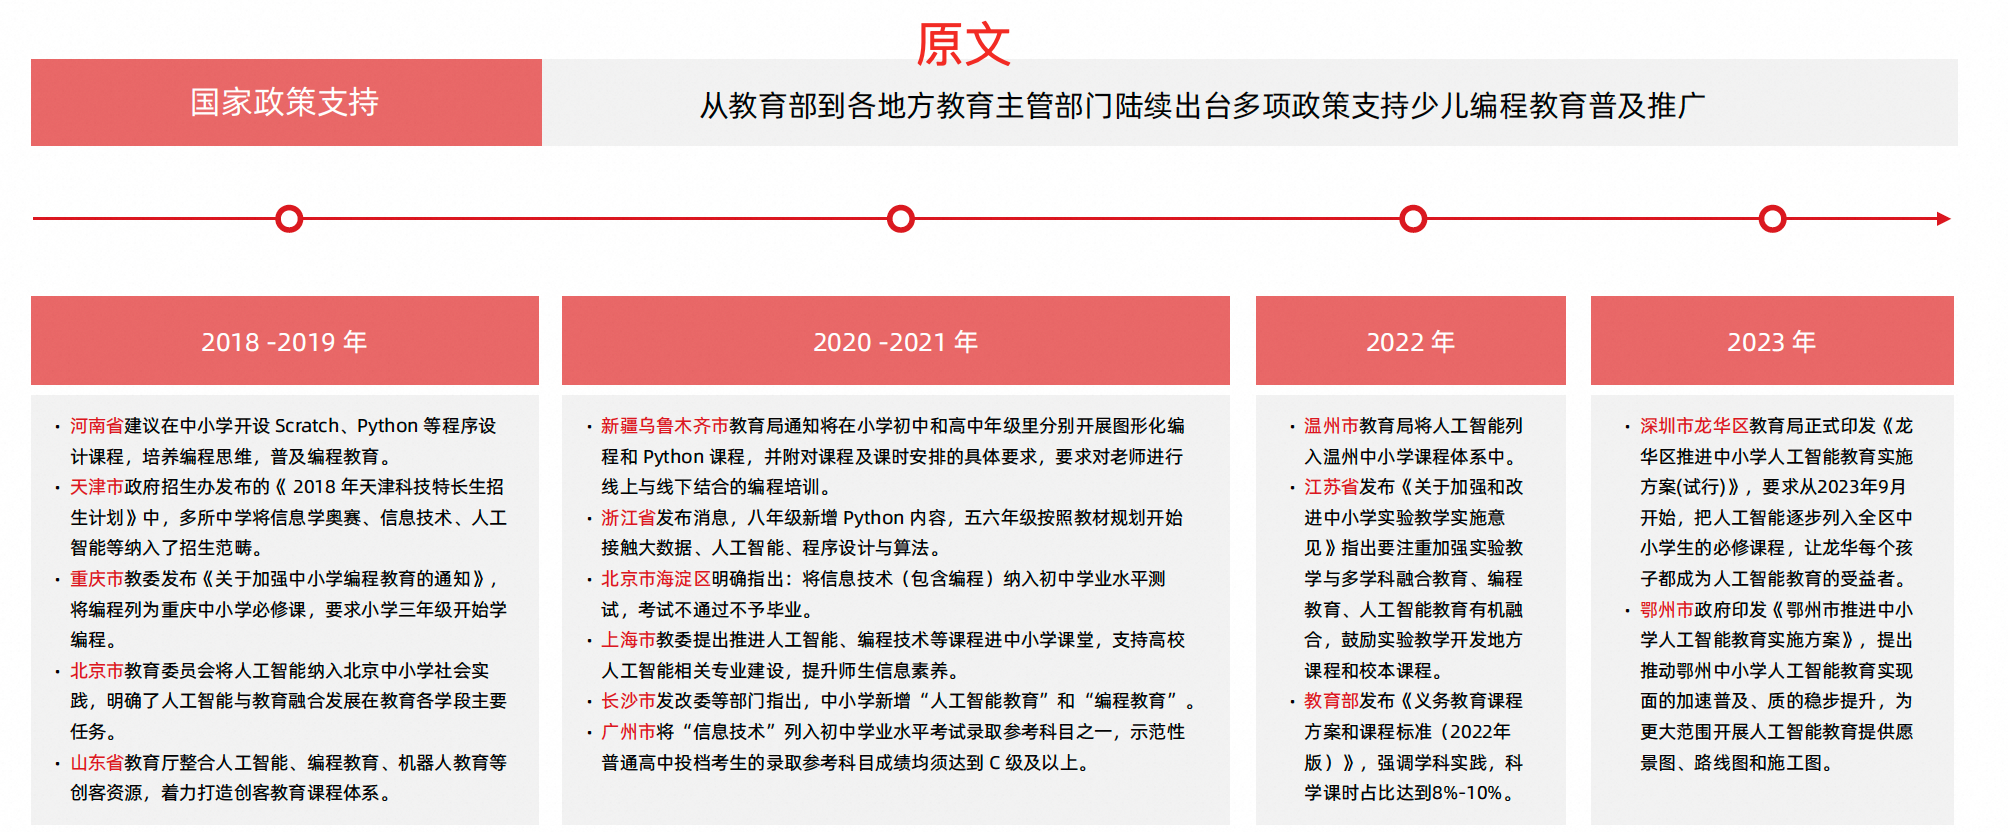 原文
国家政策支持
从教育部到各地方教育主管部门陆续出台多项政策支持少儿编程教育普及推广
2018 -2019 年
· 河南省建议在中小学开设 Scratch、Python 等程序设
计课程，培养编程思维，普及编程教育。
· 天津市政府招生办发布的《 2018 年天津科技特长生招
生计划》中，多所中学将信息学奥赛、信息技术、人工
智能等纳入了招生范畴。
· 重庆市教委发布《关于加强中小学编程教育的通知》，
将编程列为重庆中小学必修课，要求小学三年级开始学
编程。
· 北京市教育委员会将人工智能纳入北京中小学社会实
践，明确了人工智能与教育融合发展在教育各学段主要
任务。
· 山东省教育厅整合人工智能、编程教育、机器人教育等
创客资源，着力打造创客教育课程体系。
2020 -2021 年
· 新疆乌鲁木齐市教育局通知将在小学初中和高中年级里分别开展图形化编
程和 Python 课程，并附对课程及课时安排的具体要求，要求对老师进行
线上与线下结合的编程培训。
· 浙江省发布消息，八年级新增 Python 内容，五六年级按照教材规划开始
接触大数据、人工智能、程序设计与算法。
· 北京市海淀区明确指出：将信息技术（包含编程）纳入初中学业水平测
试，考试不通过不予毕业。
· 上海市教委提出推进人工智能、编程技术等课程进中小学课堂，支持高校
人工智能相关专业建设，提升师生信息素养。
· 长沙市发改委等部门指出，中小学新增“人工智能教育”和“编程教育”。
· 广州市将“信息技术”列入初中学业水平考试录取参考科目之一，示范性
普通高中投档考生的录取参考科目成绩均须达到 C 级及以上。
2022 年
· 温州市教育局将人工智能列
入温州中小学课程体系中。
· 江苏省发布《关于加强和改
进中小学实验教学实施意
见》指出要注重加强实验教
学与多学科融合教育、编程
教育、人工智能教育有机融
合，鼓励实验教学开发地方
课程和校本课程。
· 教育部发布《义务教育课程
方案和课程标准（2022年
版）》，强调学科实践，科
学课时占比达到8%-10%。
2023 年
· 深圳市龙华区教育局正式印发《龙
华区推进中小学人工智能教育实施
方案(试行)》，要求从2023年9月
开始，把人工智能逐步列入全区中
小学生的必修课程，让龙华每个孩
子都成为人工智能教育的受益者。
· 鄂州市政府印发《鄂州市推进中小
学人工智能教育实施方案》，提出
推动鄂州中小学人工智能教育实现
面的加速普及、质的稳步提升，为
更大范围开展人工智能教育提供愿
景图、路线图和施工图。